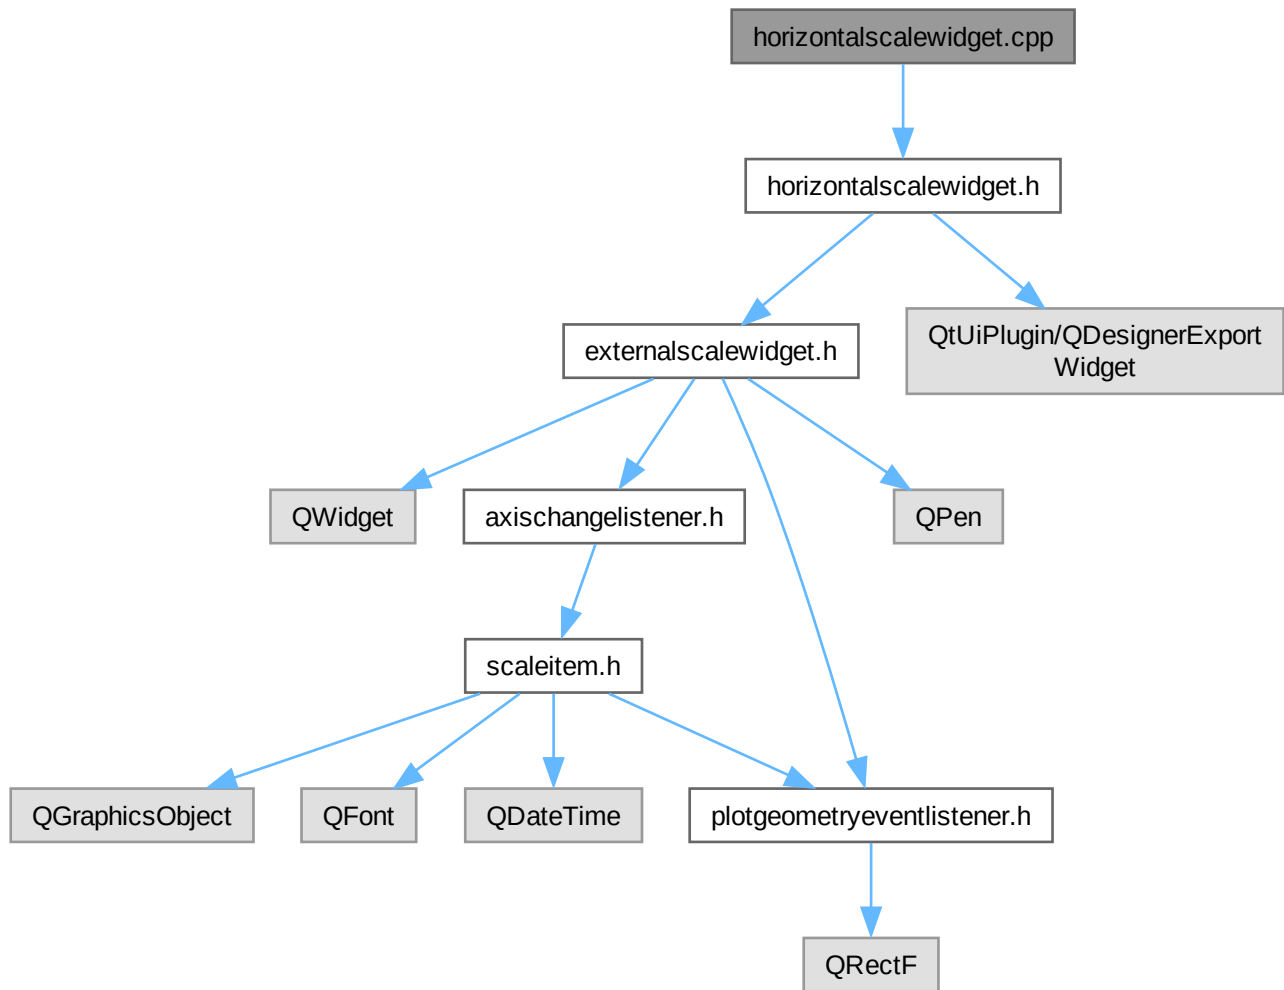 horizontalscalewidget.cpp
horizontalscalewidget.h
externalscalewidget.h
QtUiPlugin/QDesignerExport
Widget
QWidget
axischangelistener.h
QPen
scaleitem.h
QGraphicsObject
QFont
QDateTime
plotgeometryeventlistener.h
QRectF